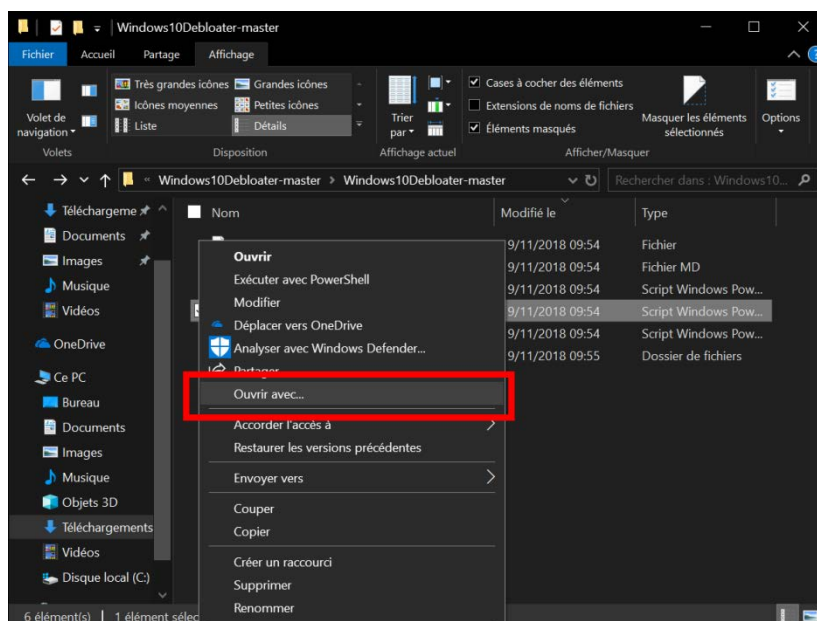 Windows10Debloater-master
Fichier Accueil Partage Affichage
Très grandes icônes Grandes icônes
Icônes moyennes Petites icônes
Liste Détails
Volet de navigation
Trier par
Cases à cocher des éléments
Extensions de noms de fichiers
Éléments masqués
Masquer les éléments sélectionnés
Options
Volets Disposition Affichage actuel Afficher/Masquer
« Windows10Debloater-master > Windows10Debloater-master
Rechercher dans : Windows10...
Nom Modifié le Type
Téléchargeme
Documents
Images
Musique
Vidéos
OneDrive
Ce PC
Bureau
Documents
Images
Musique
Objets 3D
Téléchargements
Vidéos
Disque local (C:)
Ouvrir
Exécuter avec PowerShell
Modifier
Déplacer vers OneDrive
Analyser avec Windows Defender...
Partager
Ouvrir avec...
Accorder l'accès à
Restaurer les versions précédentes
Envoyer vers
Couper
Copier
Créer un raccourci
Supprimer
Renommer
9/11/2018 09:54 Fichier
9/11/2018 09:54 Fichier MD
9/11/2018 09:54 Script Windows Pow...
9/11/2018 09:54 Script Windows Pow...
9/11/2018 09:54 Script Windows Pow...
9/11/2018 09:55 Dossier de fichiers
6 élément(s) 1 élément sélec